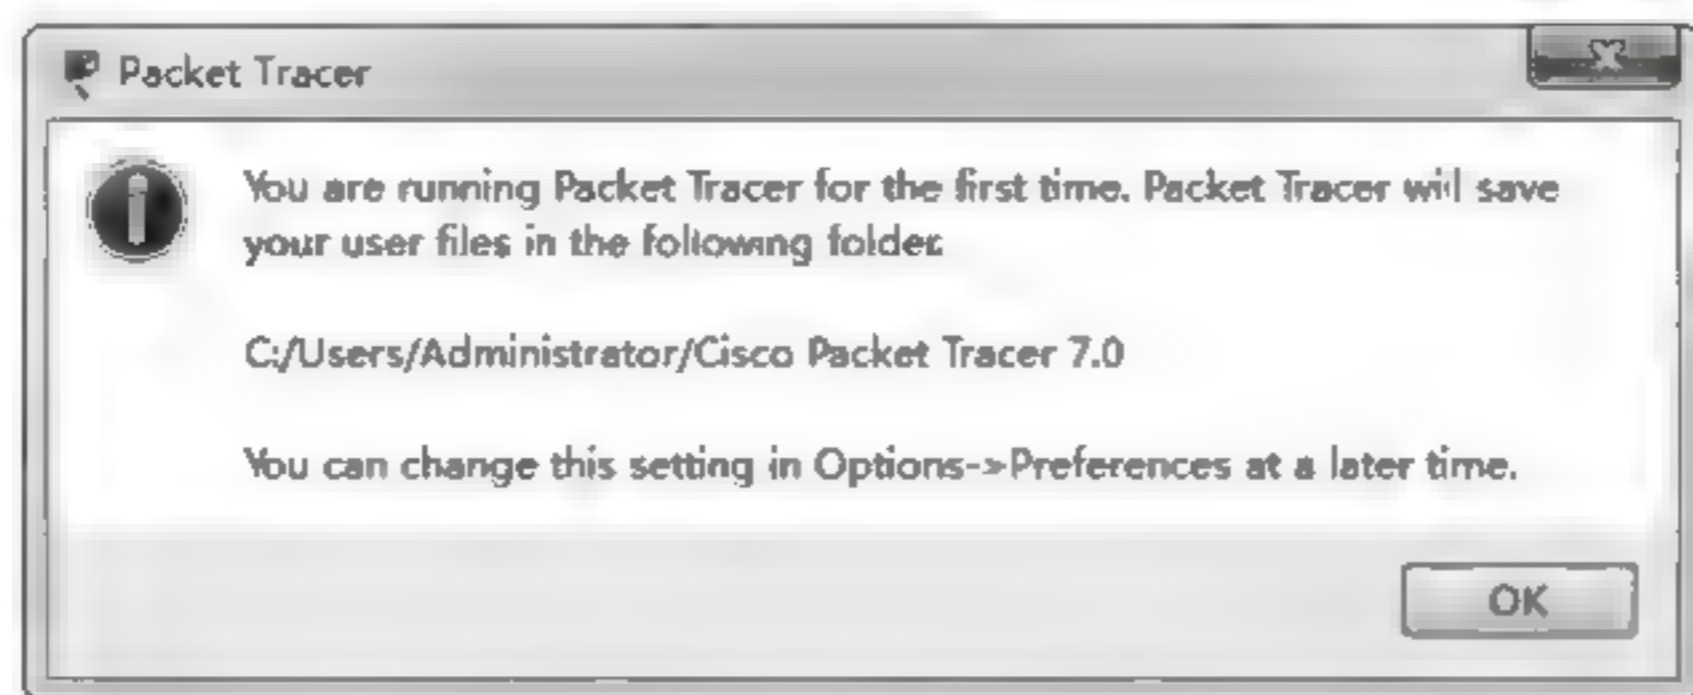 Packet Tracer
You are running Packet Tracer for the first time. Packet Tracer will save
your user files in the following folder:
C:/Users/Administrator/Cisco Packet Tracer 7.0
You can change this setting in Options->Preferences at a later time.
OK